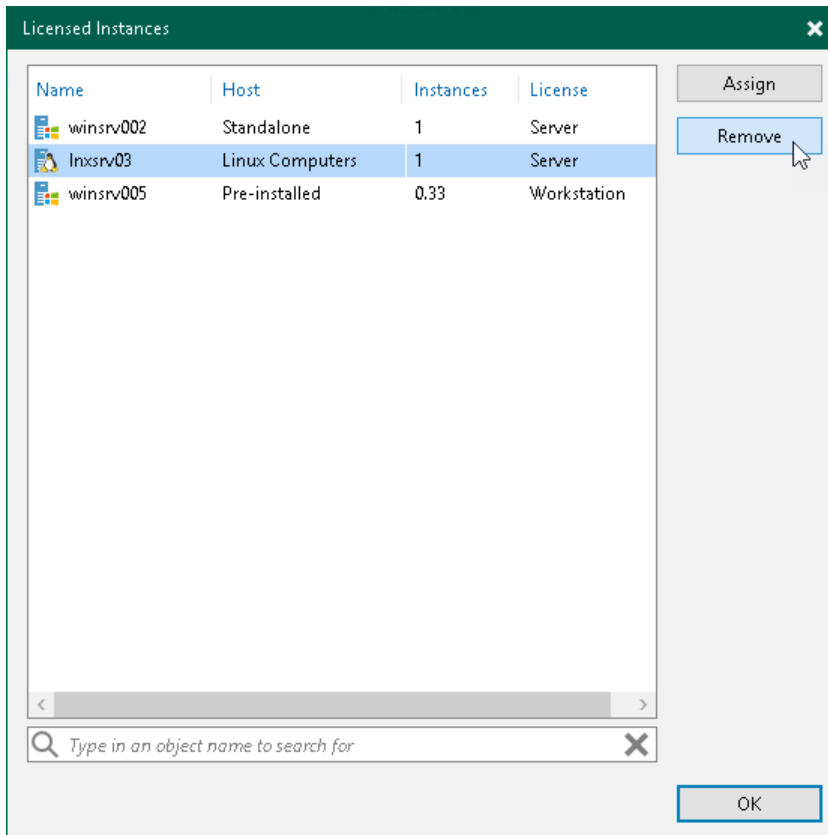 Licensed Instances
Name Host Instances License
winsrv002 Standalone 1 Server
lnxsrv03 Linux Computers 1 Server
winsrv005 Pre-installed 0.33 Workstation
Assign
Remove
Type in an object name to search for
OK